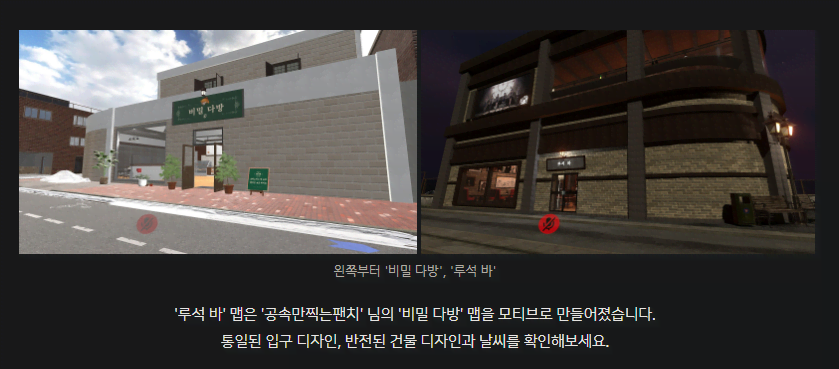 비밀 다방
왼쪽부터 '비밀 다방', '루석 바'
'루석 바' 맵은 '공속만찍는팬치' 님의 '비밀 다방' 맵을 모티브로 만들어졌습니다.
통일된 입구 디자인, 반전된 건물 디자인과 날씨를 확인해보세요.